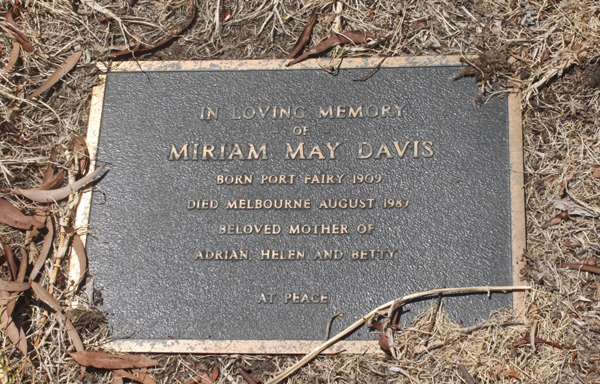 IN LOVING MEMORY
OF
MIRIAM MAY DAVIS
BORN PORT FAIRY 1909
DIED MELBOURNE AUGUST 1987
BELOVED MOTHER OF
ADRIAN, HELEN AND BETTY
AT PEACE